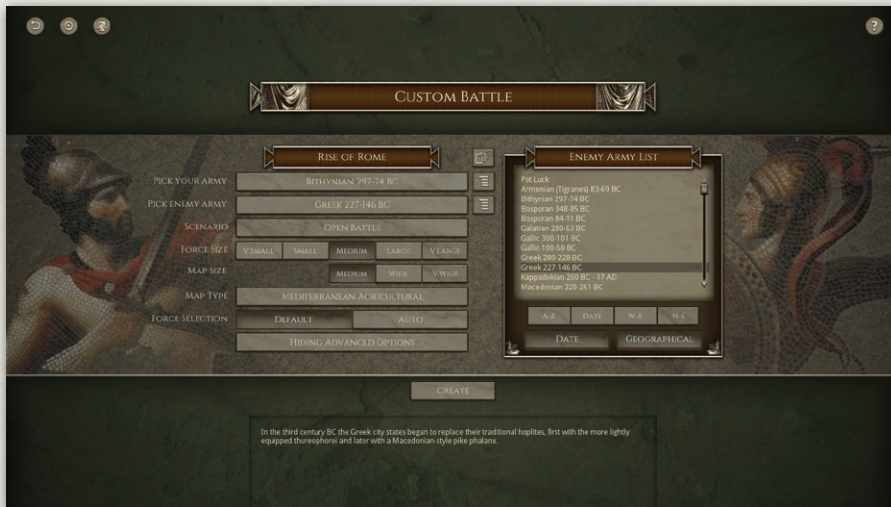 ?
CUSTOM BATTLE
RISE OF ROME
PICK YOUR ARMY
BITHYNIAN 297-74 BC
PICK ENEMY ARMY
GREEK 227-146 BC
SCENARIO
OPEN BATTLE
FORCE SIZE
V.SMALL SMALL MEDIUM LARGE V.LARGE
MAP SIZE
MEDIUM WIDE V.WIDE
MAP TYPE
MEDITERRANEAN AGRICULTURAL
FORCE SELECTION
DEFAULT AUTO
HIDING ADVANCED OPTIONS
ENEMY ARMY LIST
Pot Luck
Armenian (Tigranes) 83-69 BC
Bithynian 297-74 BC
Bosporan 348-85 BC
Bosporan 84-11 BC
Galatian 280-63 BC
Gallic 300-101 BC
Gallic 100-50 BC
Greek 280-228 BC
Greek 227-146 BC
Kappadokian 260 BC - 17 AD
Macedonian 320-261 BC
A-Z DATE W-E N-S
DATE GEOGRAPHICAL
CREATE
In the third century BC the Greek city states began to replace their traditional hoplites, first with the more lightly
equipped thureophoroi and later with a Macedonian-style pike phalanx.